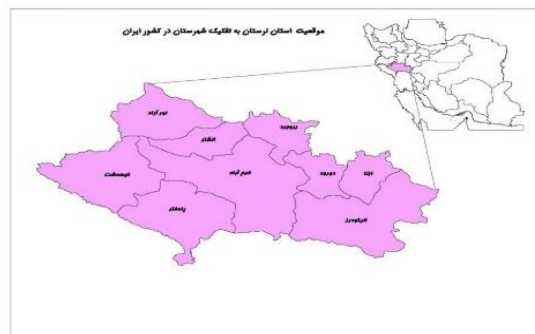 موقعیت استان لرستان به تفکیک شهرستان در کشور ایران
نورآباد
بروجرد
الشتر
کوهدشت
خرم آباد
دورود
ازنا
پلدختر
الیگودرز